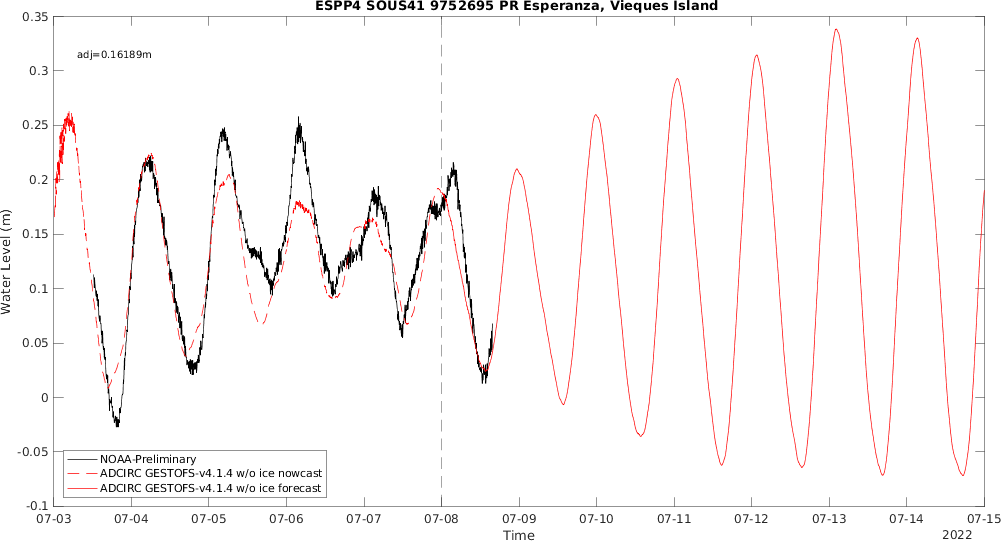 ESPP4 SOUS41 9752695 PR Esperanza, Vieques Island
0.35
adj=0.16189m
0.3
0.25
0.2
0.15
0.1
0.05
0
-0.05
-0.1
Water Level (m)
NOAA-Preliminary
ADCIRC GESTOFS-v4.1.4 w/o ice nowcast
ADCIRC GESTOFS-v4.1.4 w/o ice forecast
07-03 07-04 07-05 07-06 07-07 07-08 07-09 07-10 07-11 07-12 07-13 07-14 07-15
Time
2022